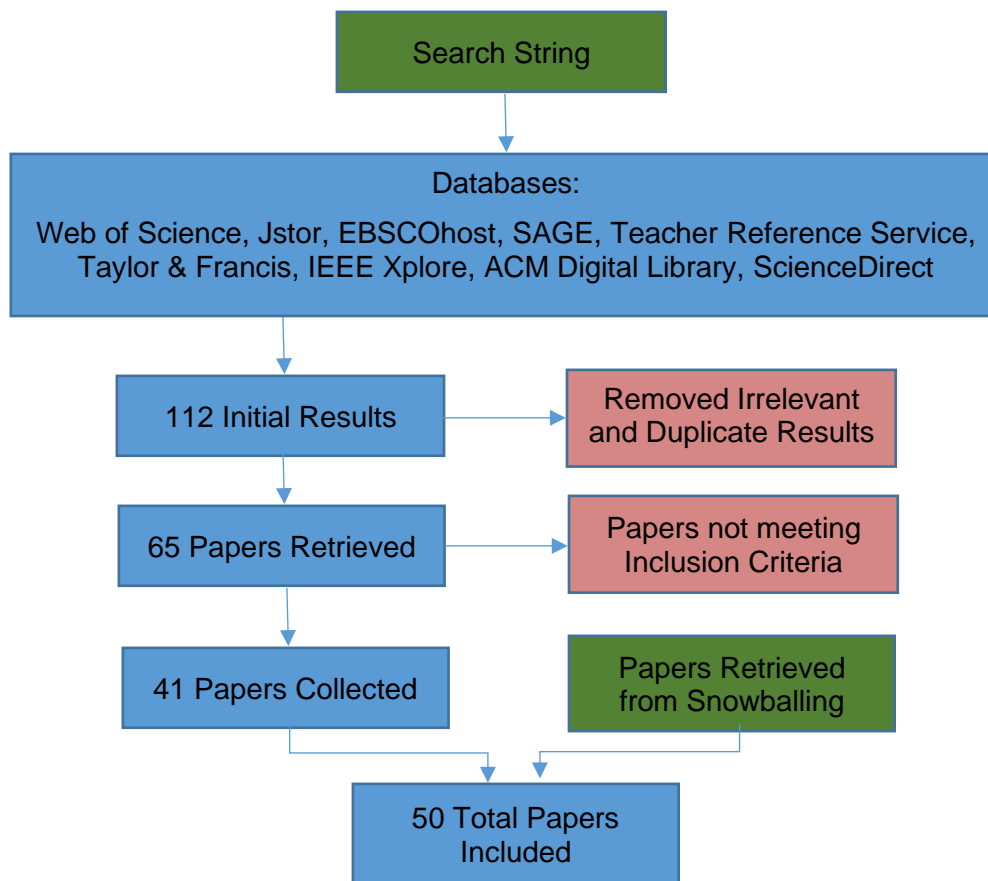 Search String
Databases:
Web of Science, Jstor, EBSCOhost, SAGE, Teacher Reference Service,
Taylor & Francis, IEEE Xplore, ACM Digital Library, ScienceDirect
112 Initial Results
Removed Irrelevant
and Duplicate Results
65 Papers Retrieved
Papers not meeting
Inclusion Criteria
41 Papers Collected
Papers Retrieved
from Snowballing
50 Total Papers
Included